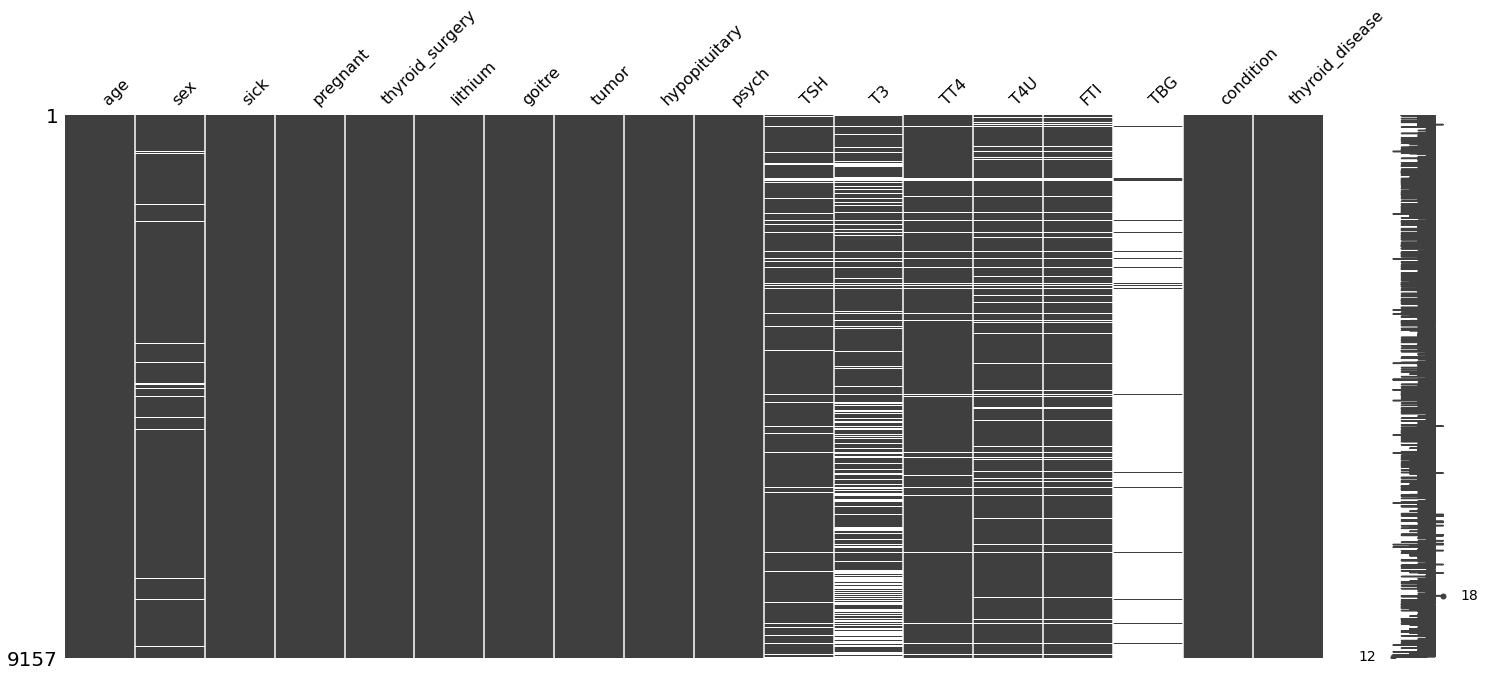 age
sex
sick
pregnant
thyroid_surgery
lithium
goitre
tumor
hypopituitary
psych
TSH
T3
TT4
T4U
FTI
TBG
condition
thyroid_disease
1
18
12
9157